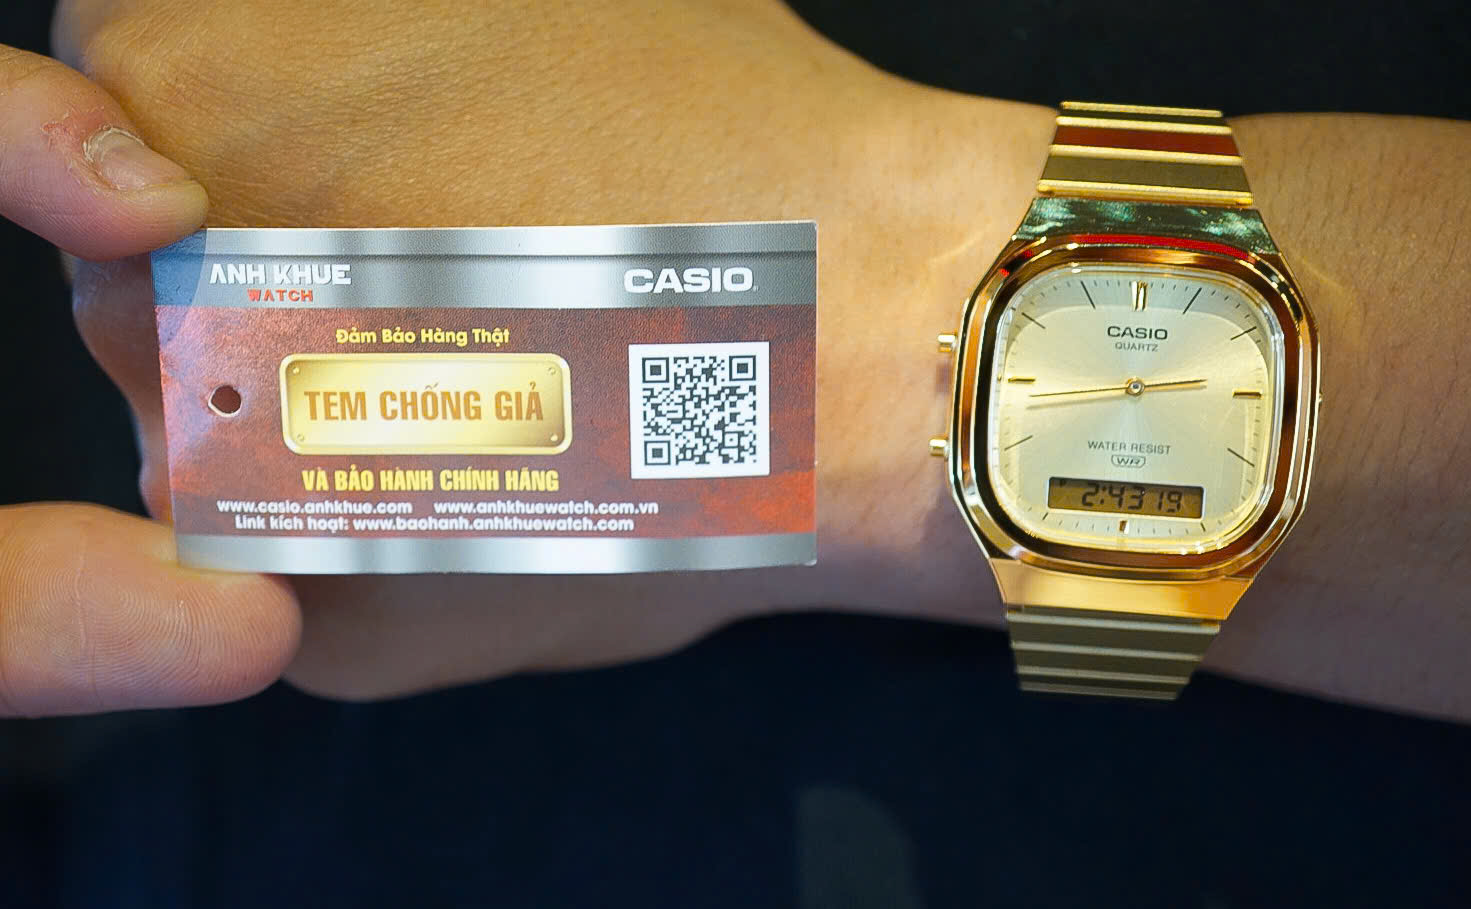 ANH KHUE
WATCH
CASIO
Đảm Bảo Hàng Thật
TEM CHỐNG GIẢ
VÀ BẢO HÀNH CHÍNH HÃNG
www.casio.anhkhue.com www.anhkhuewatch.com.vn
Link kích hoạt: www.baohanh.anhkhuewatch.com
CASIO
QUARTZ
WATER RESIST
WR
P 2:43 19